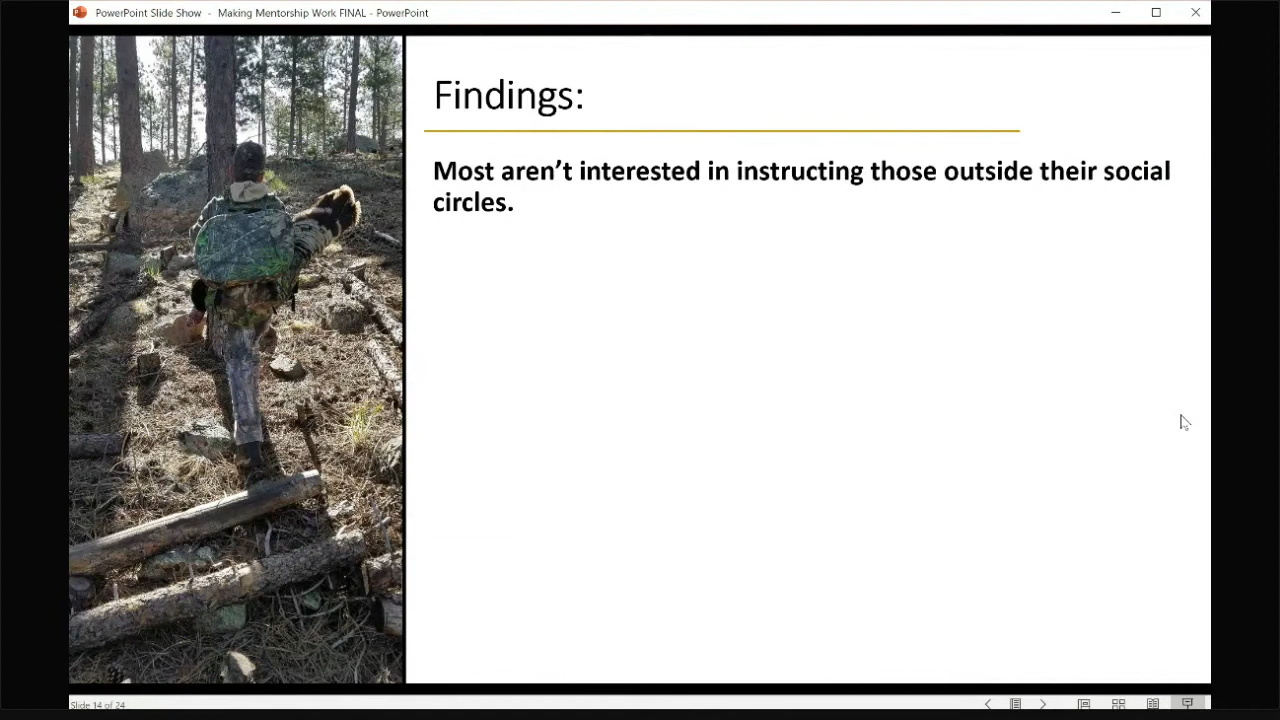 PowerPoint Slide Show - Making Mentorship Work FINAL - PowerPoint
Findings:
Most aren’t interested in instructing those outside their social
circles.
Slide 14 of 24